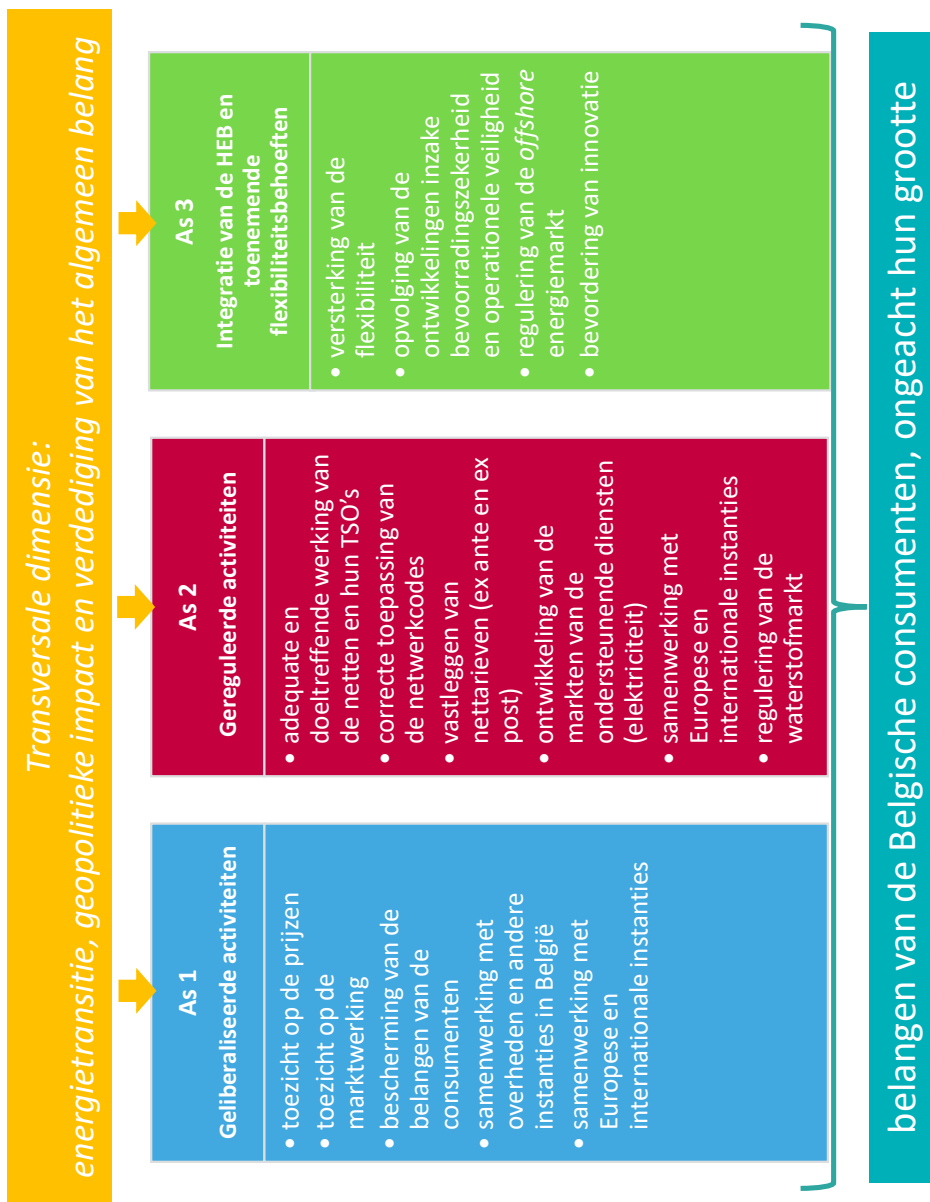 Transversale dimensie:
energietransitie, geopolitieke impact en verdediging van het algemeen belang
As 1
Geliberaliseerde activiteiten
• toezicht op de prijzen
• toezicht op de
marktwerking
• bescherming van de
belangen van de
consumenten
• samenwerking met
overheden en andere
instanties in België
• samenwerking met
Europese en
internationale instanties
As 2
Gereguleerde activiteiten
• adequate en
doeltreffende werking van
de netten en hun TSO's
• correcte toepassing van
de netwerkcodes
• vastleggen van
nettarieven (ex ante en ex
post)
• ontwikkeling van de
markten van de
ondersteunende diensten
(elektriciteit)
• samenwerking met
Europese en
internationale instanties
• regulering van de
waterstofmarkt
As 3
Integratie van de HEB en
toenemende
flexibiliteitsbehoeften
• versterking van de
flexibiliteit
• opvolging van de
ontwikkelingen inzake
bevoorradingszekerheid
en operationele veiligheid
• regulering van de offshore
energiemarkt
• bevordering van innovatie
belangen van de Belgische consumenten, ongeacht hun grootte